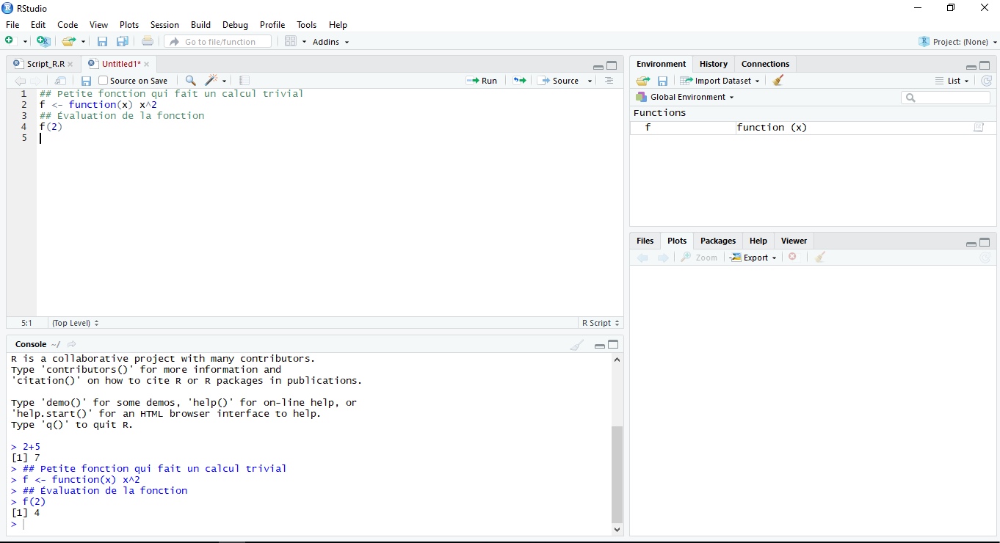 RStudio
File Edit Code View Plots Session Build Debug Profile Tools Help
Go to file/function Addins Project: (None)
Script_R.R Untitled1*
Source on Save Run Source
1 ## Petite fonction qui fait un calcul trivial
2 f <- function(x) x^2
3 ## Évaluation de la fonction
4 f(2)
5
5:1 (Top Level) R Script
Console ~/
R is a collaborative project with many contributors.
Type 'contributors()' for more information and
'citation()' on how to cite R or R packages in publications.
Type 'demo()' for some demos, 'help()' for on-line help, or
'help.start()' for an HTML browser interface to help.
Type 'q()' to quit R.
> 2+5
[1] 7
> ## Petite fonction qui fait un calcul trivial
> f <- function(x) x^2
> ## Évaluation de la fonction
> f(2)
[1] 4
>
Environment History Connections
Import Dataset List
Global Environment
Functions
f function (x)
Files Plots Packages Help Viewer
Zoom Export